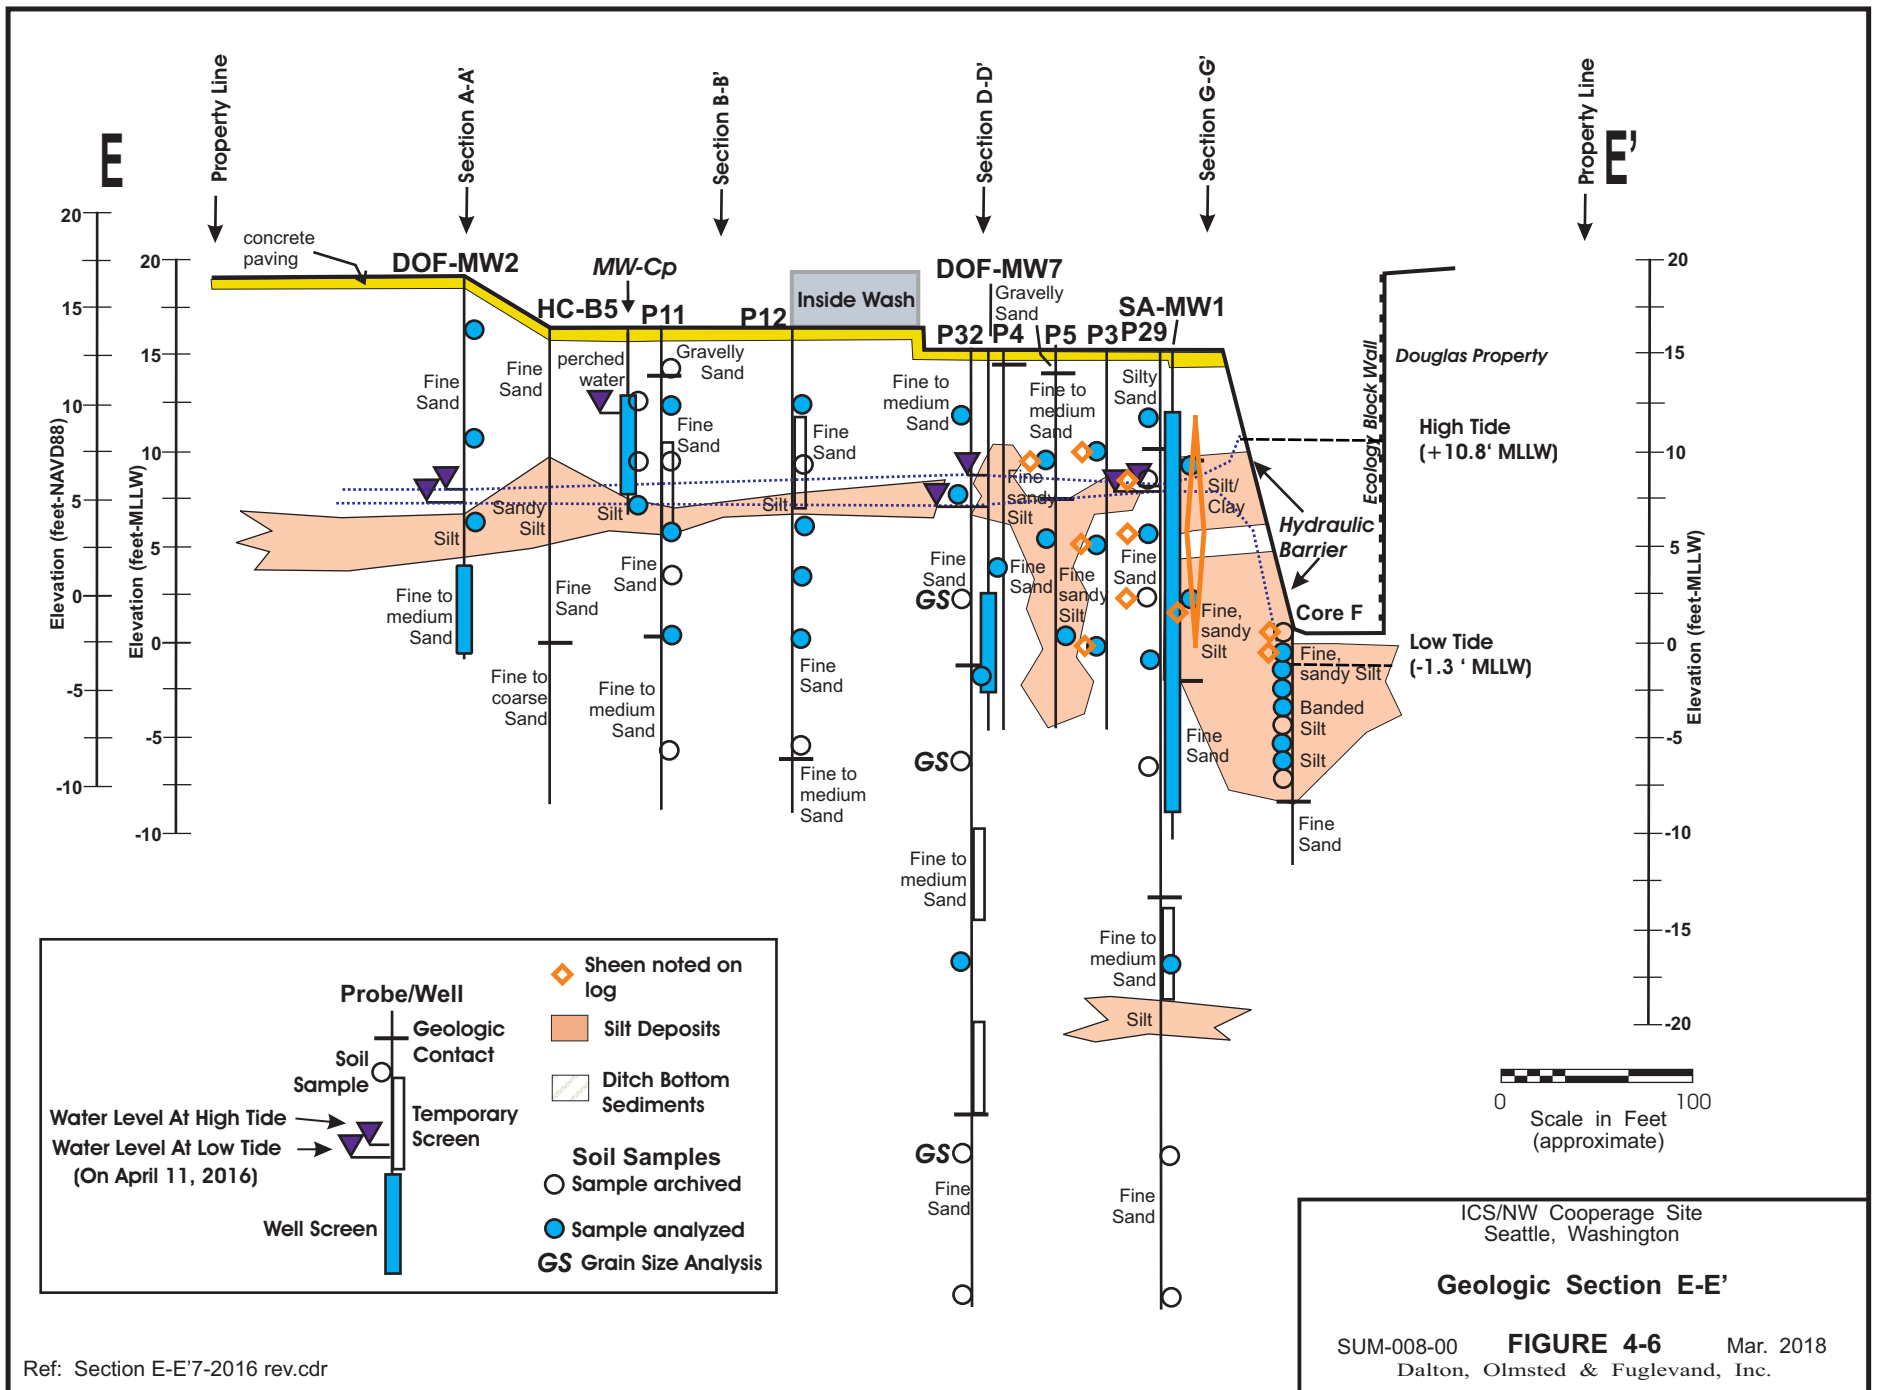 E
Property Line
Section A-A'
Section B-B'
Section D-D'
Section G-G'
Property Line
E'
20
15
10
5
0
-5
-10
Elevation (feet-NAVD88)
20
15
10
5
0
-5
-10
Elevation (feet-MLLW)
concrete
paving
DOF-MW2
MW-Cp
HC-B5
P11
P12
Inside Wash
DOF-MW7
Gravelly
Sand
P32
P4
P5
P3
P29
SA-MW1
Fine
Sand
Fine
Sand
perched
water
Gravelly
Sand
Fine
Sand
Fine
Sand
Fine to
medium
Sand
Fine to
medium
Sand
Silty
Sand
Silt
Sandy
Silt
Silt
Silt
Fine
sandy
Silt
Silt/
Clay
Fine to
medium
Sand
Fine
Sand
Fine
Sand
Fine
Sand
Fine
Sand
Fine
sandy
Silt
Fine
Sand
Fine,
sandy
Silt
GS
Fine to
coarse
Sand
Fine to
medium
Sand
Fine
Sand
Fine to
medium
Sand
GS
Fine
Sand
Fine to
medium
Sand
Fine to
medium
Sand
Silt
GS
Fine
Sand
Fine
Sand
Ecology Block Wall
Douglas Property
High Tide
(+10.8' MLLW)
Hydraulic
Barrier
Core F
Low Tide
(-1.3 ' MLLW)
Fine,
sandy Silt
Banded
Silt
Silt
Fine
Sand
20
15
10
5
0
-5
-10
-15
-20
Elevation (feet-MLLW)
Probe/Well
Geologic
Contact
Soil
Sample
Water Level At High Tide
Water Level At Low Tide
(On April 11, 2016)
Temporary
Screen
Well Screen
Sheen noted on
log
Silt Deposits
Ditch Bottom
Sediments
Soil Samples
Sample archived
Sample analyzed
GS Grain Size Analysis
0 100
Scale in Feet
(approximate)
ICS/NW Cooperage Site
Seattle, Washington
Geologic Section E-E'
SUM-008-00 FIGURE 4-6 Mar. 2018
Dalton, Olmsted & Fuglevand, Inc.
Ref: Section E-E'7-2016 rev.cdr